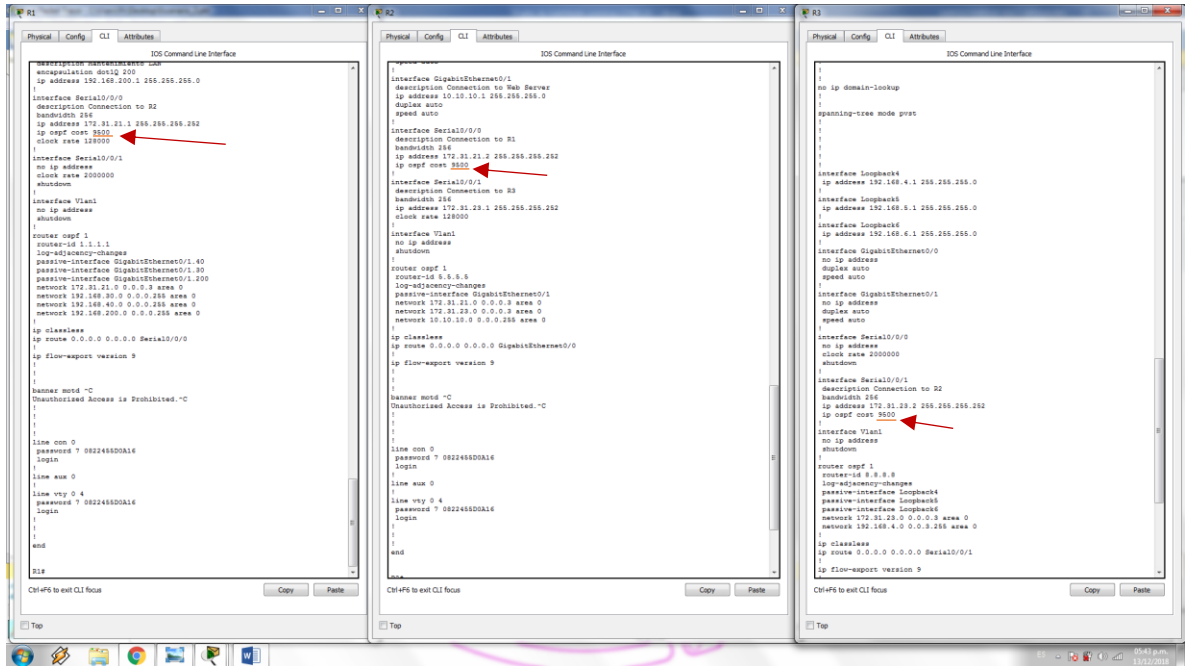 R1
Physical Config CLI Attributes
IOS Command Line Interface
description Mantenimiento LAN
encapsulation dot1Q 200
ip address 192.168.200.1 255.255.255.0
!
interface Serial0/0/0
description Connection to R2
bandwidth 256
ip address 172.31.21.1 255.255.255.252
ip ospf cost 9500
clock rate 128000
!
interface Serial0/0/1
no ip address
clock rate 2000000
shutdown
!
interface Vlan1
no ip address
shutdown
!
router ospf 1
router-id 1.1.1.1
log-adjacency-changes
passive-interface GigabitEthernet0/1.40
passive-interface GigabitEthernet0/1.30
passive-interface GigabitEthernet0/1.200
network 172.31.21.0 0.0.0.3 area 0
network 192.168.30.0 0.0.0.255 area 0
network 192.168.40.0 0.0.0.255 area 0
network 192.168.200.0 0.0.0.255 area 0
!
ip classless
ip route 0.0.0.0 0.0.0.0 Serial0/0/0
!
ip flow-export version 9
!
!
!
banner motd ^C
Unauthorized Access is Prohibited.^C
!
!
!
!
line con 0
password 7 0822455D0A16
login
!
line aux 0
!
line vty 0 4
password 7 0822455D0A16
login
!
!
!
end
R1#
Ctrl+F6 to exit CLI focus
Copy Paste
Top
R2
Physical Config CLI Attributes
IOS Command Line Interface
!
interface GigabitEthernet0/1
description Connection to Web Server
ip address 10.10.10.1 255.255.255.0
duplex auto
speed auto
!
interface Serial0/0/0
description Connection to R1
bandwidth 256
ip address 172.31.21.2 255.255.255.252
ip ospf cost 9500
!
interface Serial0/0/1
description Connection to R3
bandwidth 256
ip address 172.31.23.1 255.255.255.252
clock rate 128000
!
interface Vlan1
no ip address
shutdown
!
router ospf 1
router-id 5.5.5.5
log-adjacency-changes
passive-interface GigabitEthernet0/1
network 172.31.21.0 0.0.0.3 area 0
network 172.31.23.0 0.0.0.3 area 0
network 10.10.10.0 0.0.0.255 area 0
!
ip classless
ip route 0.0.0.0 0.0.0.0 GigabitEthernet0/0
!
ip flow-export version 9
!
!
!
banner motd ^C
Unauthorized Access is Prohibited.^C
!
!
!
!
line con 0
password 7 0822455D0A16
login
!
line aux 0
!
line vty 0 4
password 7 0822455D0A16
login
!
!
!
end
Ctrl+F6 to exit CLI focus
Copy Paste
Top
R3
Physical Config CLI Attributes
IOS Command Line Interface
!
!
no ip domain-lookup
!
!
spanning-tree mode pvst
!
!
!
!
!
!
interface Loopback4
ip address 192.168.4.1 255.255.255.0
!
interface Loopback5
ip address 192.168.5.1 255.255.255.0
!
interface Loopback6
ip address 192.168.6.1 255.255.255.0
!
interface GigabitEthernet0/0
no ip address
duplex auto
speed auto
!
interface GigabitEthernet0/1
no ip address
duplex auto
speed auto
!
interface Serial0/0/0
no ip address
clock rate 2000000
shutdown
!
interface Serial0/0/1
description Connection to R2
bandwidth 256
ip address 172.31.23.2 255.255.255.252
ip ospf cost 9500
!
interface Vlan1
no ip address
shutdown
!
router ospf 1
router-id 8.8.8.8
log-adjacency-changes
passive-interface Loopback4
passive-interface Loopback5
passive-interface Loopback6
network 172.31.23.0 0.0.0.3 area 0
network 192.168.4.0 0.0.3.255 area 0
!
ip classless
ip route 0.0.0.0 0.0.0.0 Serial0/0/1
!
ip flow-export version 9
Ctrl+F6 to exit CLI focus
Copy Paste
Top
05:43 p.m.
13/12/2018